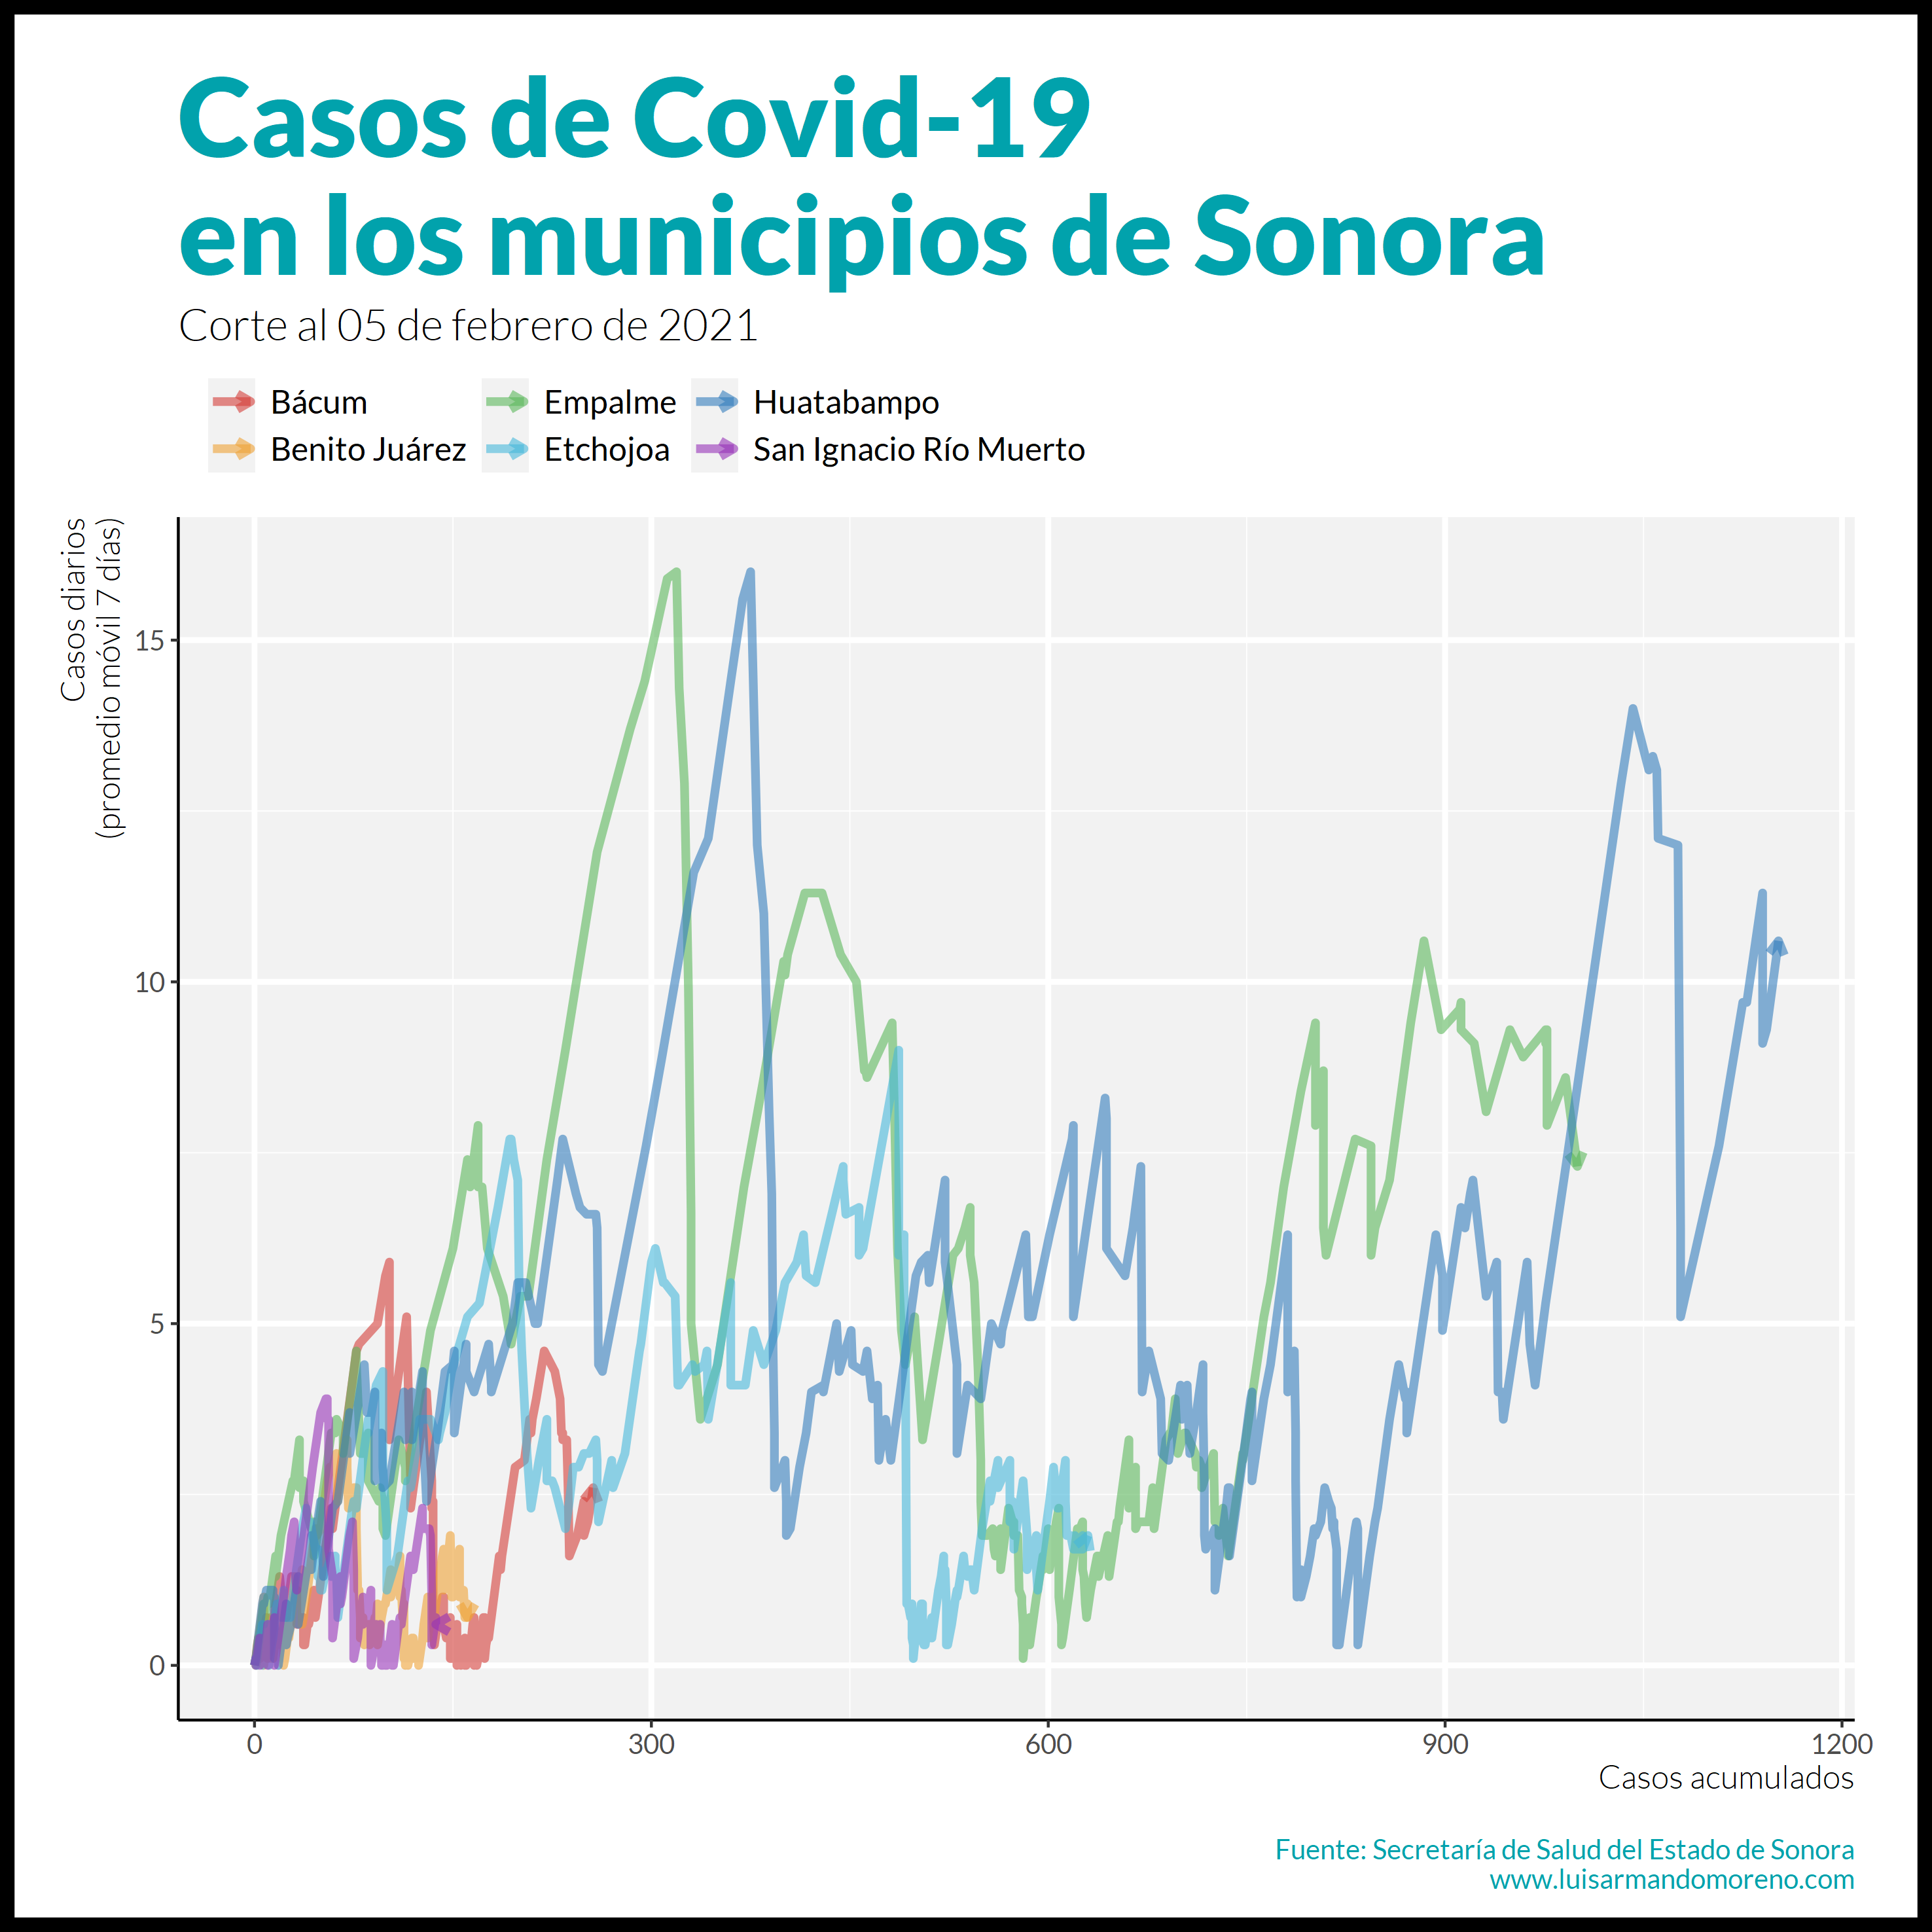 Casos de Covid-19
en los municipios de Sonora
Corte al 05 de febrero de 2021
Bácum
Empalme
Huatabampo
Benito Juárez
Etchojoa
San Ignacio Río Muerto
Casos diarios
(promedio móvil 7 días)
15
10
5
0
0
300
600
900
1200
Casos acumulados
Fuente: Secretaría de Salud del Estado de Sonora
www.luisarmandomoreno.com